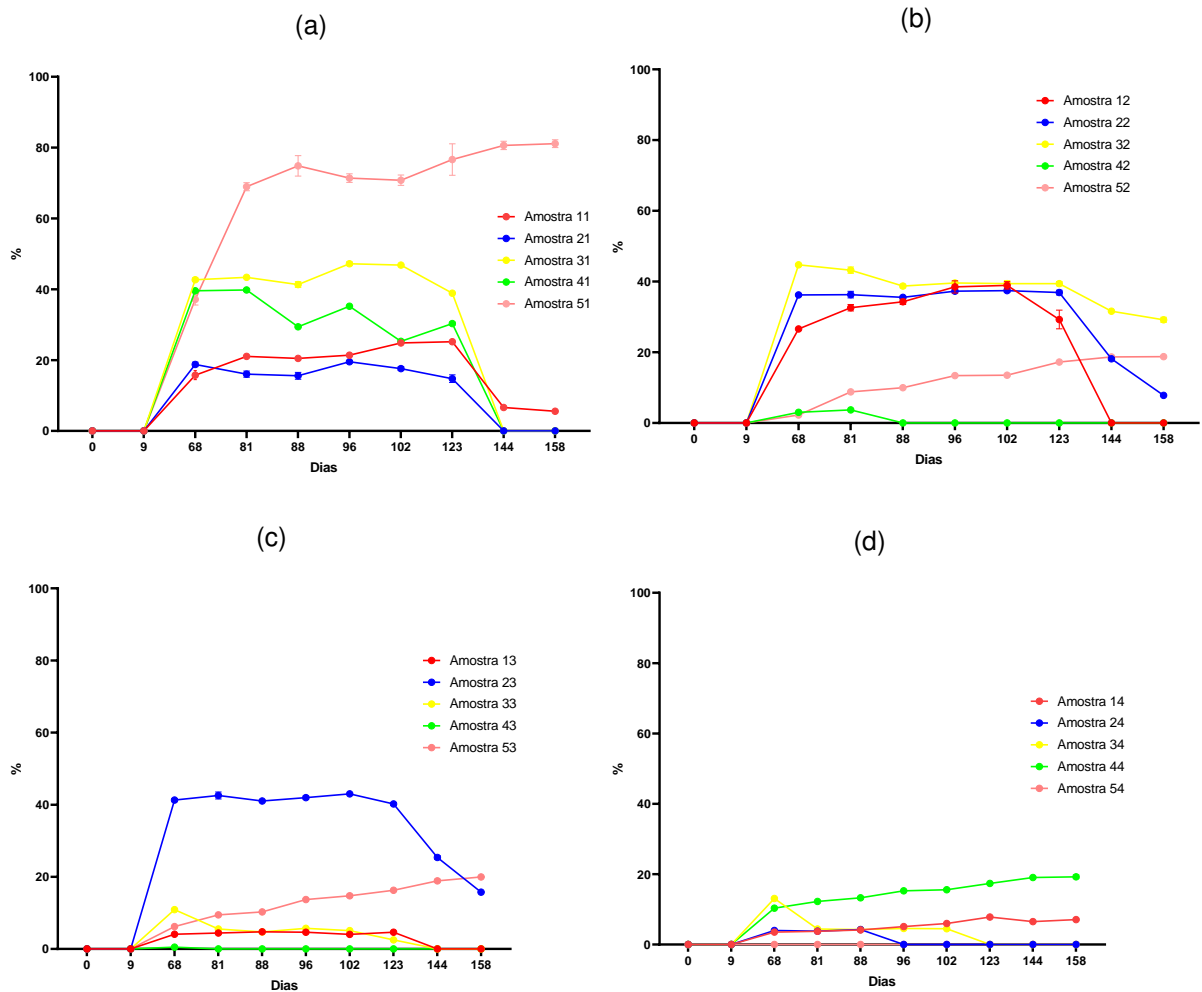 (a)
100
80
60
40
20
0
%
0 9 68 81 88 96 102 123 144 158
Dias
Amostra 11
Amostra 21
Amostra 31
Amostra 41
Amostra 51
(b)
100
80
60
40
20
0
%
0 9 68 81 88 96 102 123 144 158
Dias
Amostra 12
Amostra 22
Amostra 32
Amostra 42
Amostra 52
(c)
100
80
60
40
20
0
%
0 9 68 81 88 96 102 123 144 158
Dias
Amostra 13
Amostra 23
Amostra 33
Amostra 43
Amostra 53
(d)
100
80
60
40
20
0
%
0 9 68 81 88 96 102 123 144 158
Dias
Amostra 14
Amostra 24
Amostra 34
Amostra 44
Amostra 54